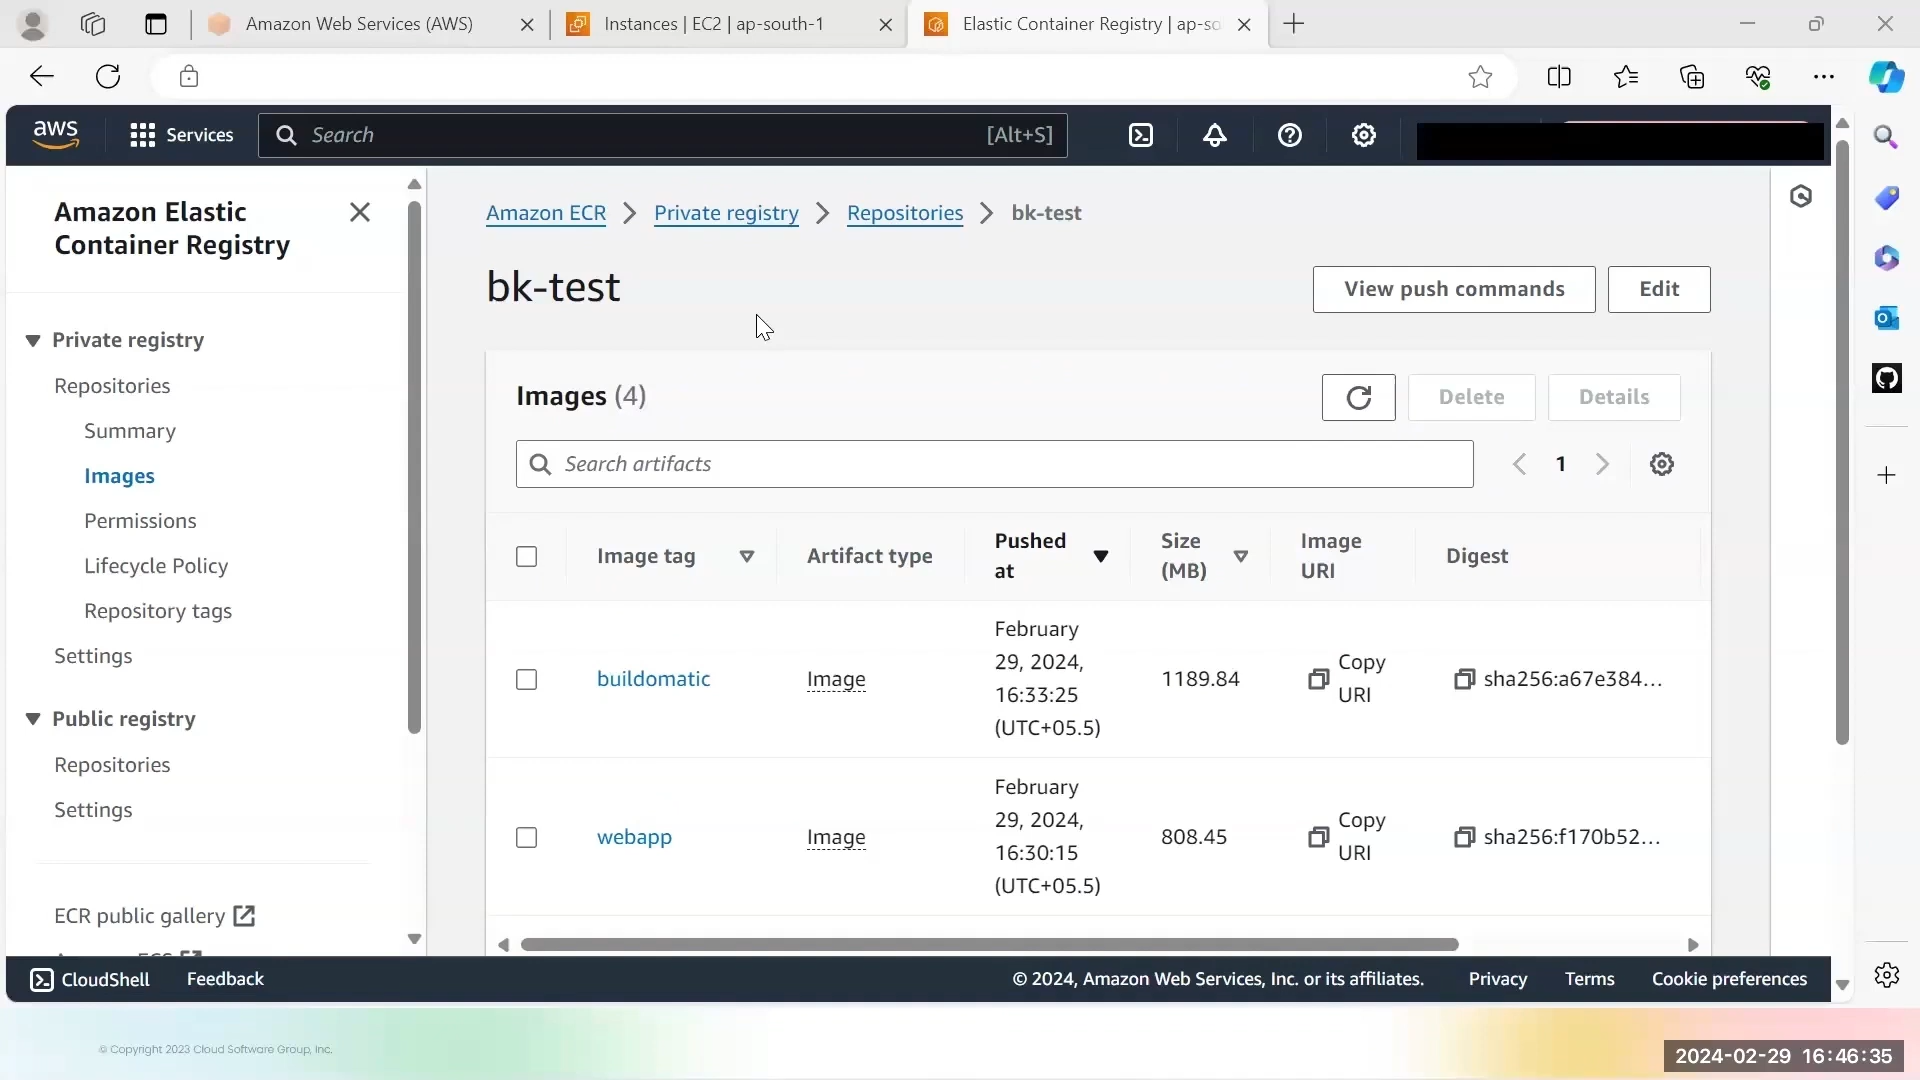 Amazon Web Services (AWS)
Instances | EC2 | ap-south-1
Elastic Container Registry | ap-so
aws
Services
Search
[Alt+S]
Amazon Elastic
Container Registry
Private registry
Repositories
Summary
Images
Permissions
Lifecycle Policy
Repository tags
Settings
Public registry
Repositories
Settings
ECR public gallery
Amazon ECR
Private registry
Repositories
bk-test
bk-test
View push commands
Edit
Images (4)
Delete
Details
Search artifacts
1
Image tag
Artifact type
Pushed
at
Size
(MB)
Image
URI
Digest
buildomatic
Image
February
29, 2024,
16:33:25
(UTC+05.5)
1189.84
Copy
URI
sha256:a67e384...
webapp
Image
February
29, 2024,
16:30:15
(UTC+05.5)
808.45
Copy
URI
sha256:f170b52...
CloudShell
Feedback
© 2024, Amazon Web Services, Inc. or its affiliates.
Privacy
Terms
Cookie preferences
© Copyright 2023 Cloud Software Group, Inc.
2024-02-29 16:46:35